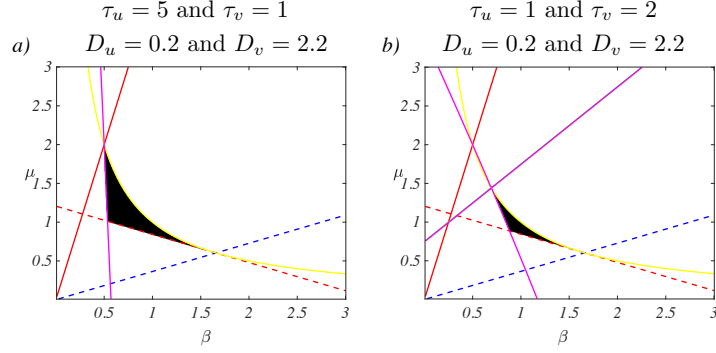 τ_u = 5 and τ_v = 1
a) D_u = 0.2 and D_v = 2.2
3
2.5
2
μ
1.5
1
0.5
0.5 1 1.5 2 2.5 3
β
τ_u = 1 and τ_v = 2
b) D_u = 0.2 and D_v = 2.2
3
2.5
2
μ
1.5
1
0.5
0.5 1 1.5 2 2.5 3
β